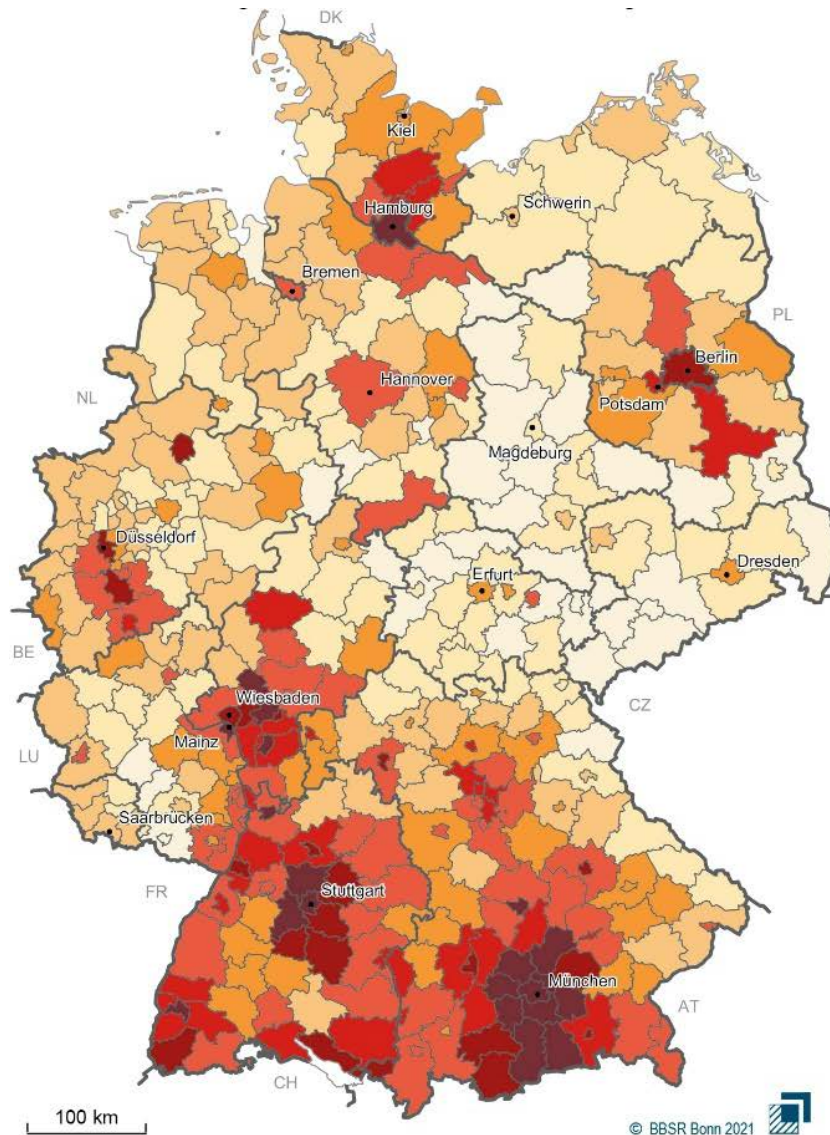 DK
Kiel
Hamburg
Schwerin
Bremen
PL
Berlin
Hannover
NL
Potsdam
Magdeburg
Düsseldorf
Dresden
Erfurt
BE
Wiesbaden
CZ
Mainz
LU
Saarbrücken
FR
Stuttgart
München
AT
CH
100 km
© BBSR Bonn 2021